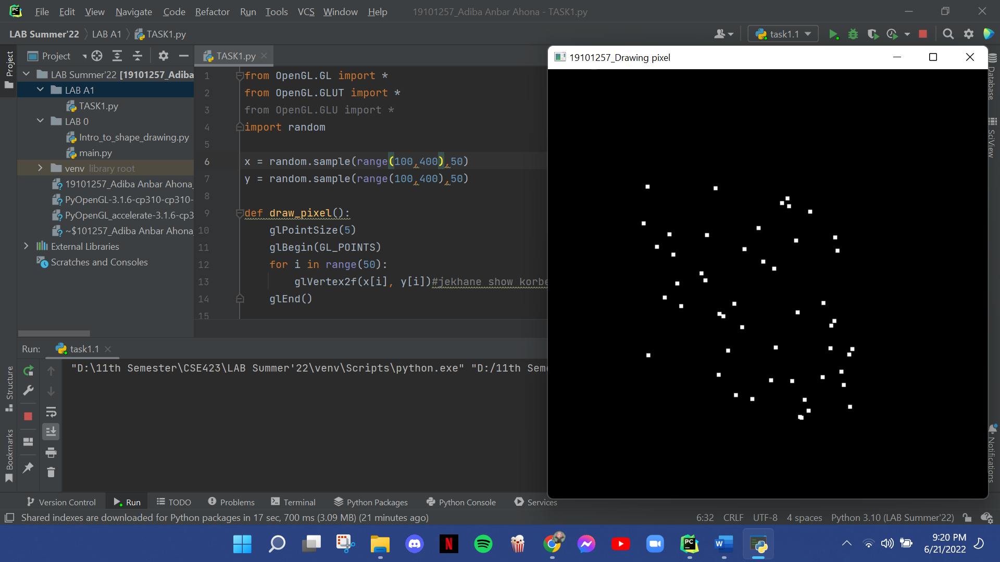 File Edit View Navigate Code Refactor Run Tools VCS Window Help 19101257_Adiba Anbar Ahona - TASK1.py
LAB Summer'22 LAB A1 TASK1.py
task1.1
Project
Project
TASK1.py
LAB Summer'22 [19101257_Adiba
LAB A1
TASK1.py
LAB 0
Intro_to_shape_drawing.py
main.py
venv library root
19101257_Adiba Anbar Ahona_
PyOpenGL-3.1.6-cp310-cp310-
PyOpenGL_accelerate-3.1.6-cp3
~$101257_Adiba Anbar Ahona_
External Libraries
Scratches and Consoles
1 from OpenGL.GL import *
2 from OpenGL.GLUT import *
3 from OpenGL.GLU import *
4 import random
5
6 x = random.sample(range(100,400),50)
7 y = random.sample(range(100,400),50)
8
9 def draw_pixel():
10 glPointSize(5)
11 glBegin(GL_POINTS)
12 for i in range(50):
13 glVertex2f(x[i], y[i])#jekhane show korbe
14 glEnd()
15
19101257_Drawing pixel
Database
SciView
Notifications
Run: task1.1
"D:\11th Semester\CSE423\LAB Summer'22\venv\Scripts\python.exe" "D:/11th Sem
Structure
Bookmarks
Version Control Run TODO Problems Terminal Python Packages Python Console Services
Shared indexes are downloaded for Python packages in 17 sec, 700 ms (3.09 MB) (21 minutes ago)
6:32 CRLF UTF-8 4 spaces Python 3.10 (LAB Summer'22)
9:20 PM
6/21/2022